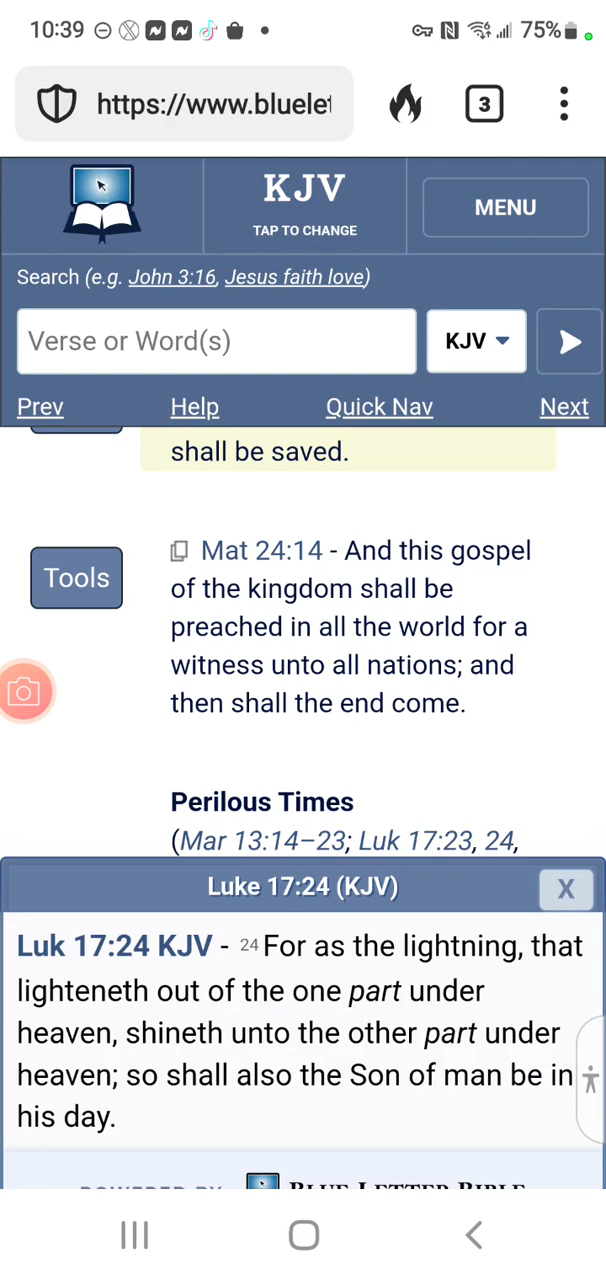 10:39
75%
https://www.bluelet
3
KJV
TAP TO CHANGE
MENU
Search (e.g. John 3:16, Jesus faith love)
Verse or Word(s)
KJV
Prev
Help
Quick Nav
Next
shall be saved.
Tools
Mat 24:14 - And this gospel
of the kingdom shall be
preached in all the world for a
witness unto all nations; and
then shall the end come.
Perilous Times
(Mar 13:14–23; Luk 17:23, 24,
Luke 17:24 (KJV)
X
Luk 17:24 KJV - 24 For as the lightning, that
lighteneth out of the one part under
heaven, shineth unto the other part under
heaven; so shall also the Son of man be in
his day.
POWERED BY BLUE LETTER BIBLE